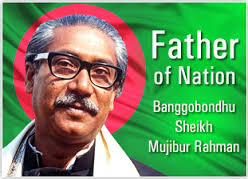 Father
of Nation
Banggobondhu
Sheikh
Mujibur Rahman